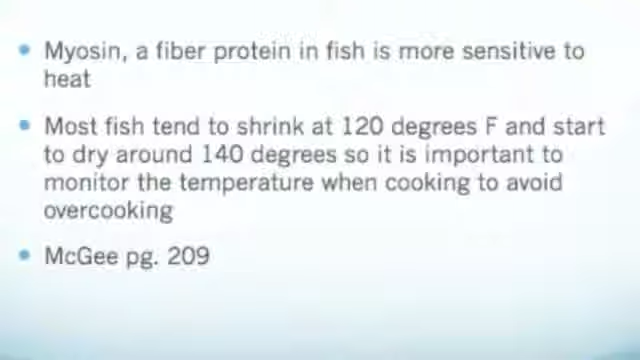 • Myosin, a fiber protein in fish is more sensitive to
heat
• Most fish tend to shrink at 120 degrees F and start
to dry around 140 degrees so it is important to
monitor the temperature when cooking to avoid
overcooking
• McGee pg. 209